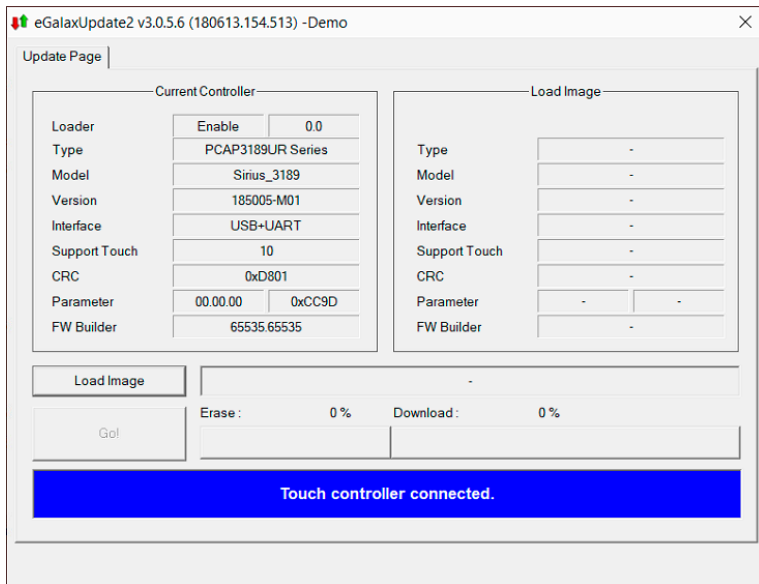 eGalaxUpdate2 v3.0.5.6 (180613.154.513) -Demo
Update Page
Current Controller
Loader Enable 0.0
Type PCAP3189UR Series
Model Sirius_3189
Version 185005-M01
Interface USB+UART
Support Touch 10
CRC 0xD801
Parameter 00.00.00 0xCC9D
FW Builder 65535.65535
Load Image
Type -
Model -
Version -
Interface -
Support Touch -
CRC -
Parameter - -
FW Builder -
Load Image -
Go!
Erase : 0 % Download : 0 %
Touch controller connected.